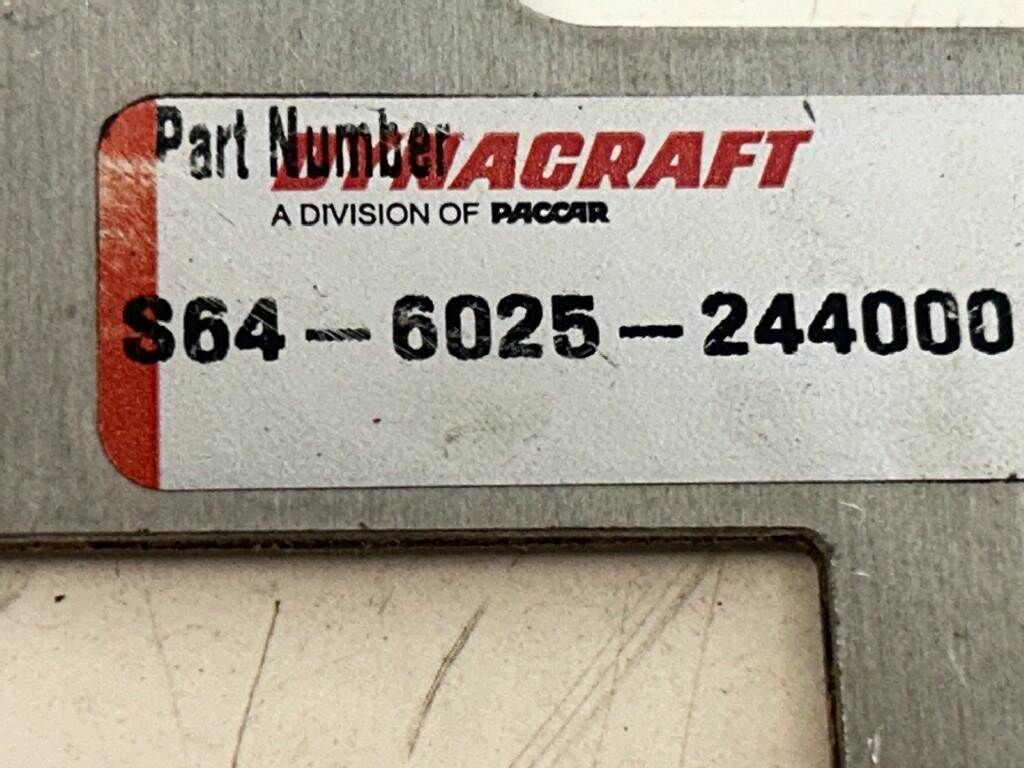 Part Number
DYNACRAFT
A DIVISION OF PACCAR
S64-6025-244000